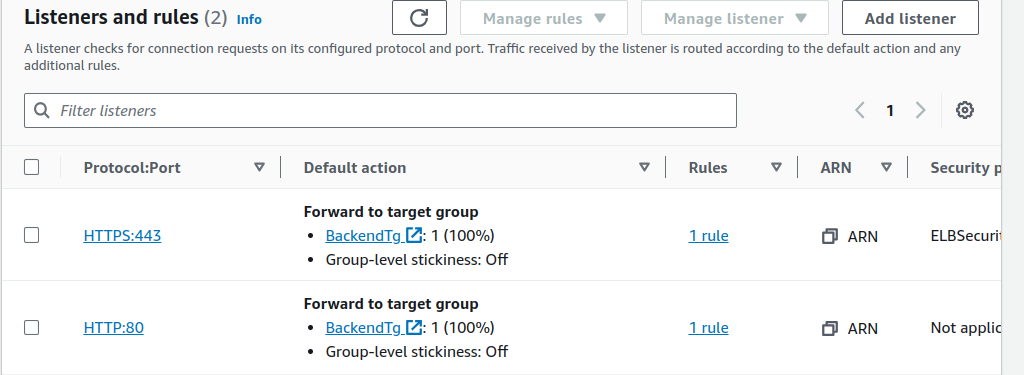 Listeners and rules (2) Info
Manage rules
Manage listener
Add listener
A listener checks for connection requests on its configured protocol and port. Traffic received by the listener is routed according to the default action and any
additional rules.
Filter listeners
1
Protocol:Port Default action Rules ARN Security p
Forward to target group
HTTPS:443 BackendTg : 1 (100%) 1 rule ARN ELBSecurit
Group-level stickiness: Off
Forward to target group
HTTP:80 BackendTg : 1 (100%) 1 rule ARN Not applic
Group-level stickiness: Off